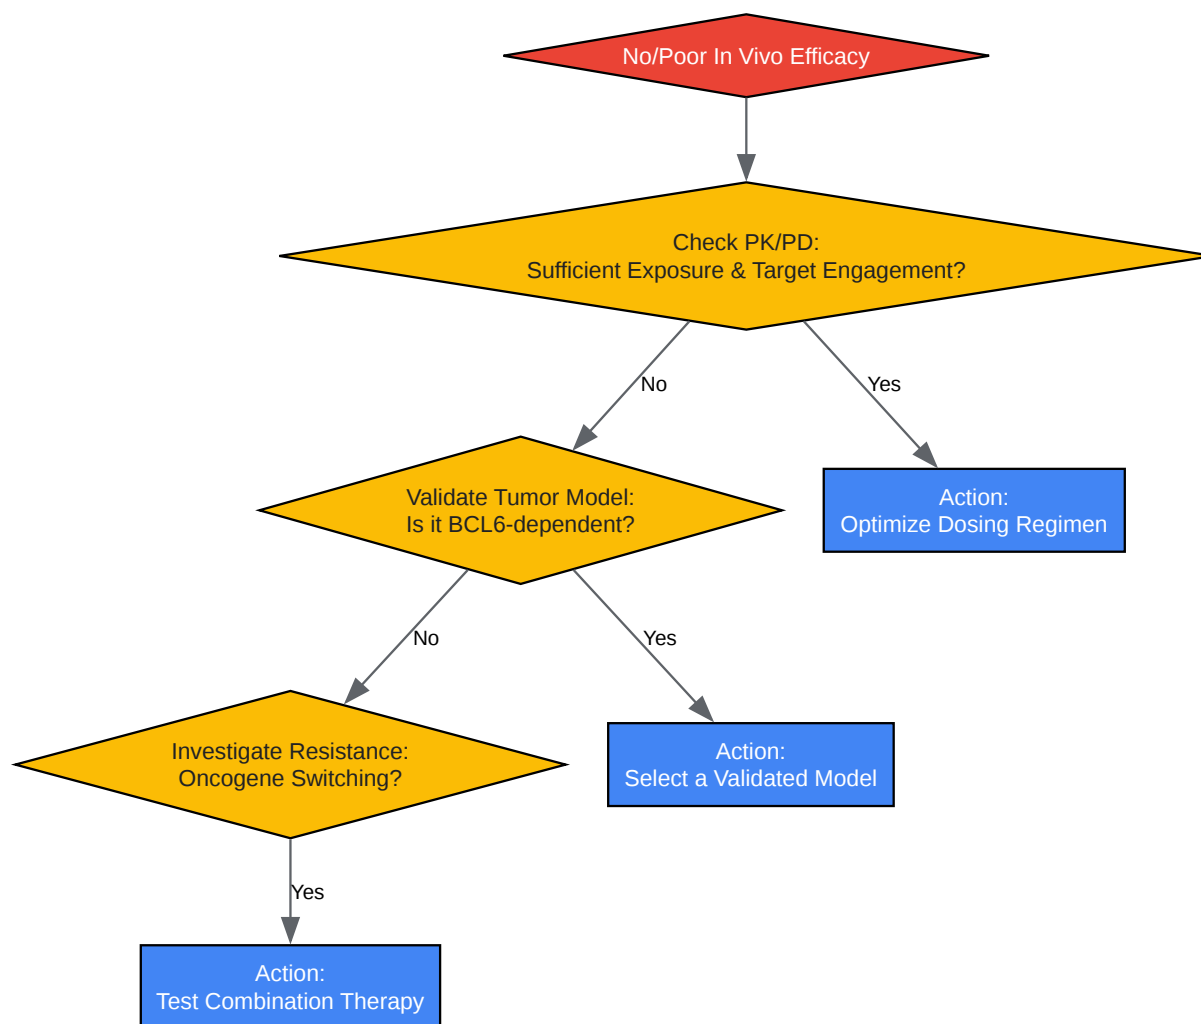 No/Poor In Vivo Efficacy
Check PK/PD:
Sufficient Exposure & Target Engagement?
No
Yes
Validate Tumor Model:
Is it BCL6-dependent?
Action:
Optimize Dosing Regimen
No
Yes
Investigate Resistance:
Oncogene Switching?
Action:
Select a Validated Model
Yes
Action:
Test Combination Therapy